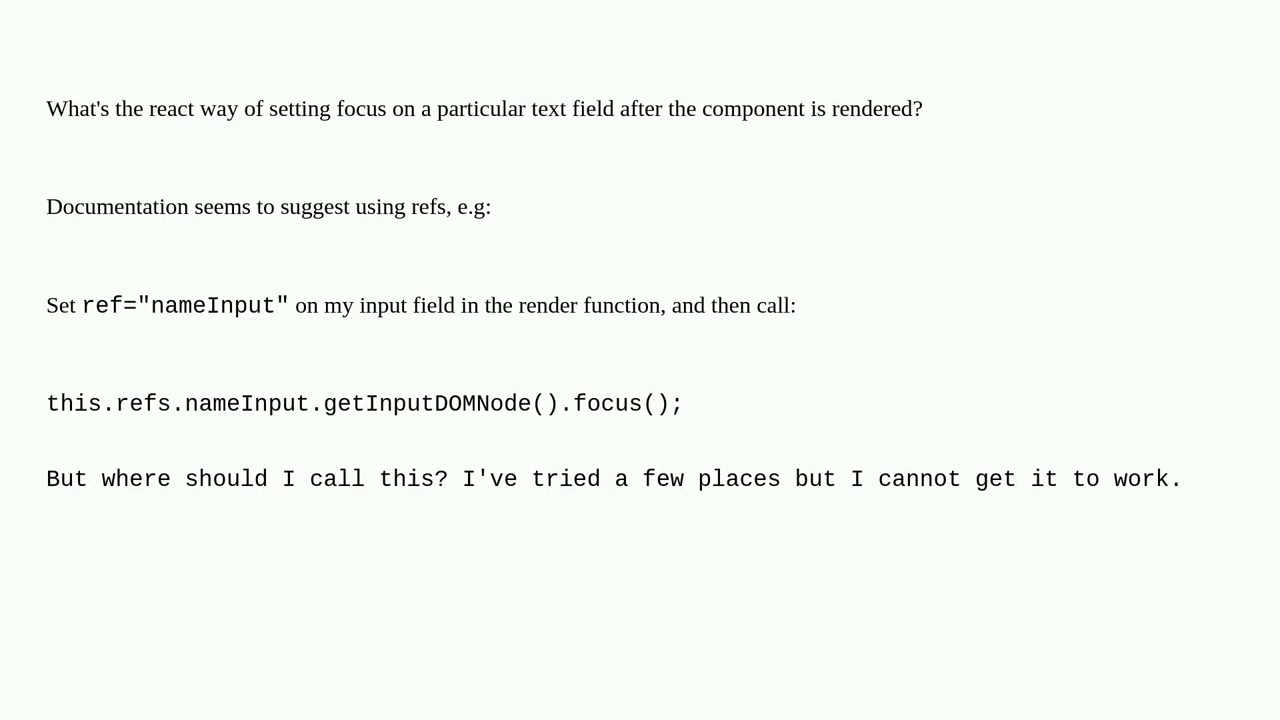 What's the react way of setting focus on a particular text field after the component is rendered?
Documentation seems to suggest using refs, e.g:
Set ref="nameInput" on my input field in the render function, and then call:
this.refs.nameInput.getInputDOMNode().focus();
But where should I call this? I've tried a few places but I cannot get it to work.